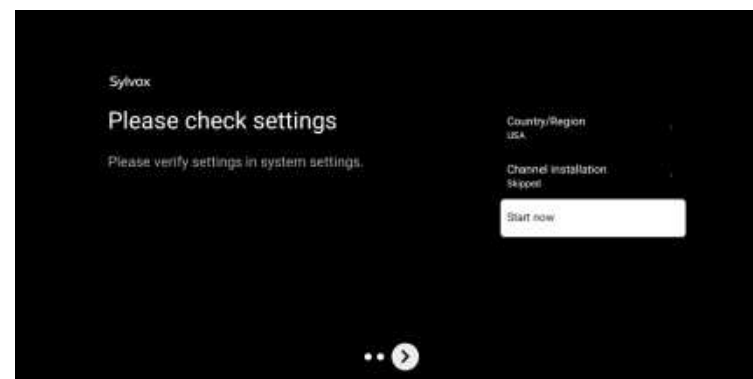 Sylvox
Please check settings
Please verify settings in system settings.
Country/Region
USA
Channel installation
Skipped
Start now